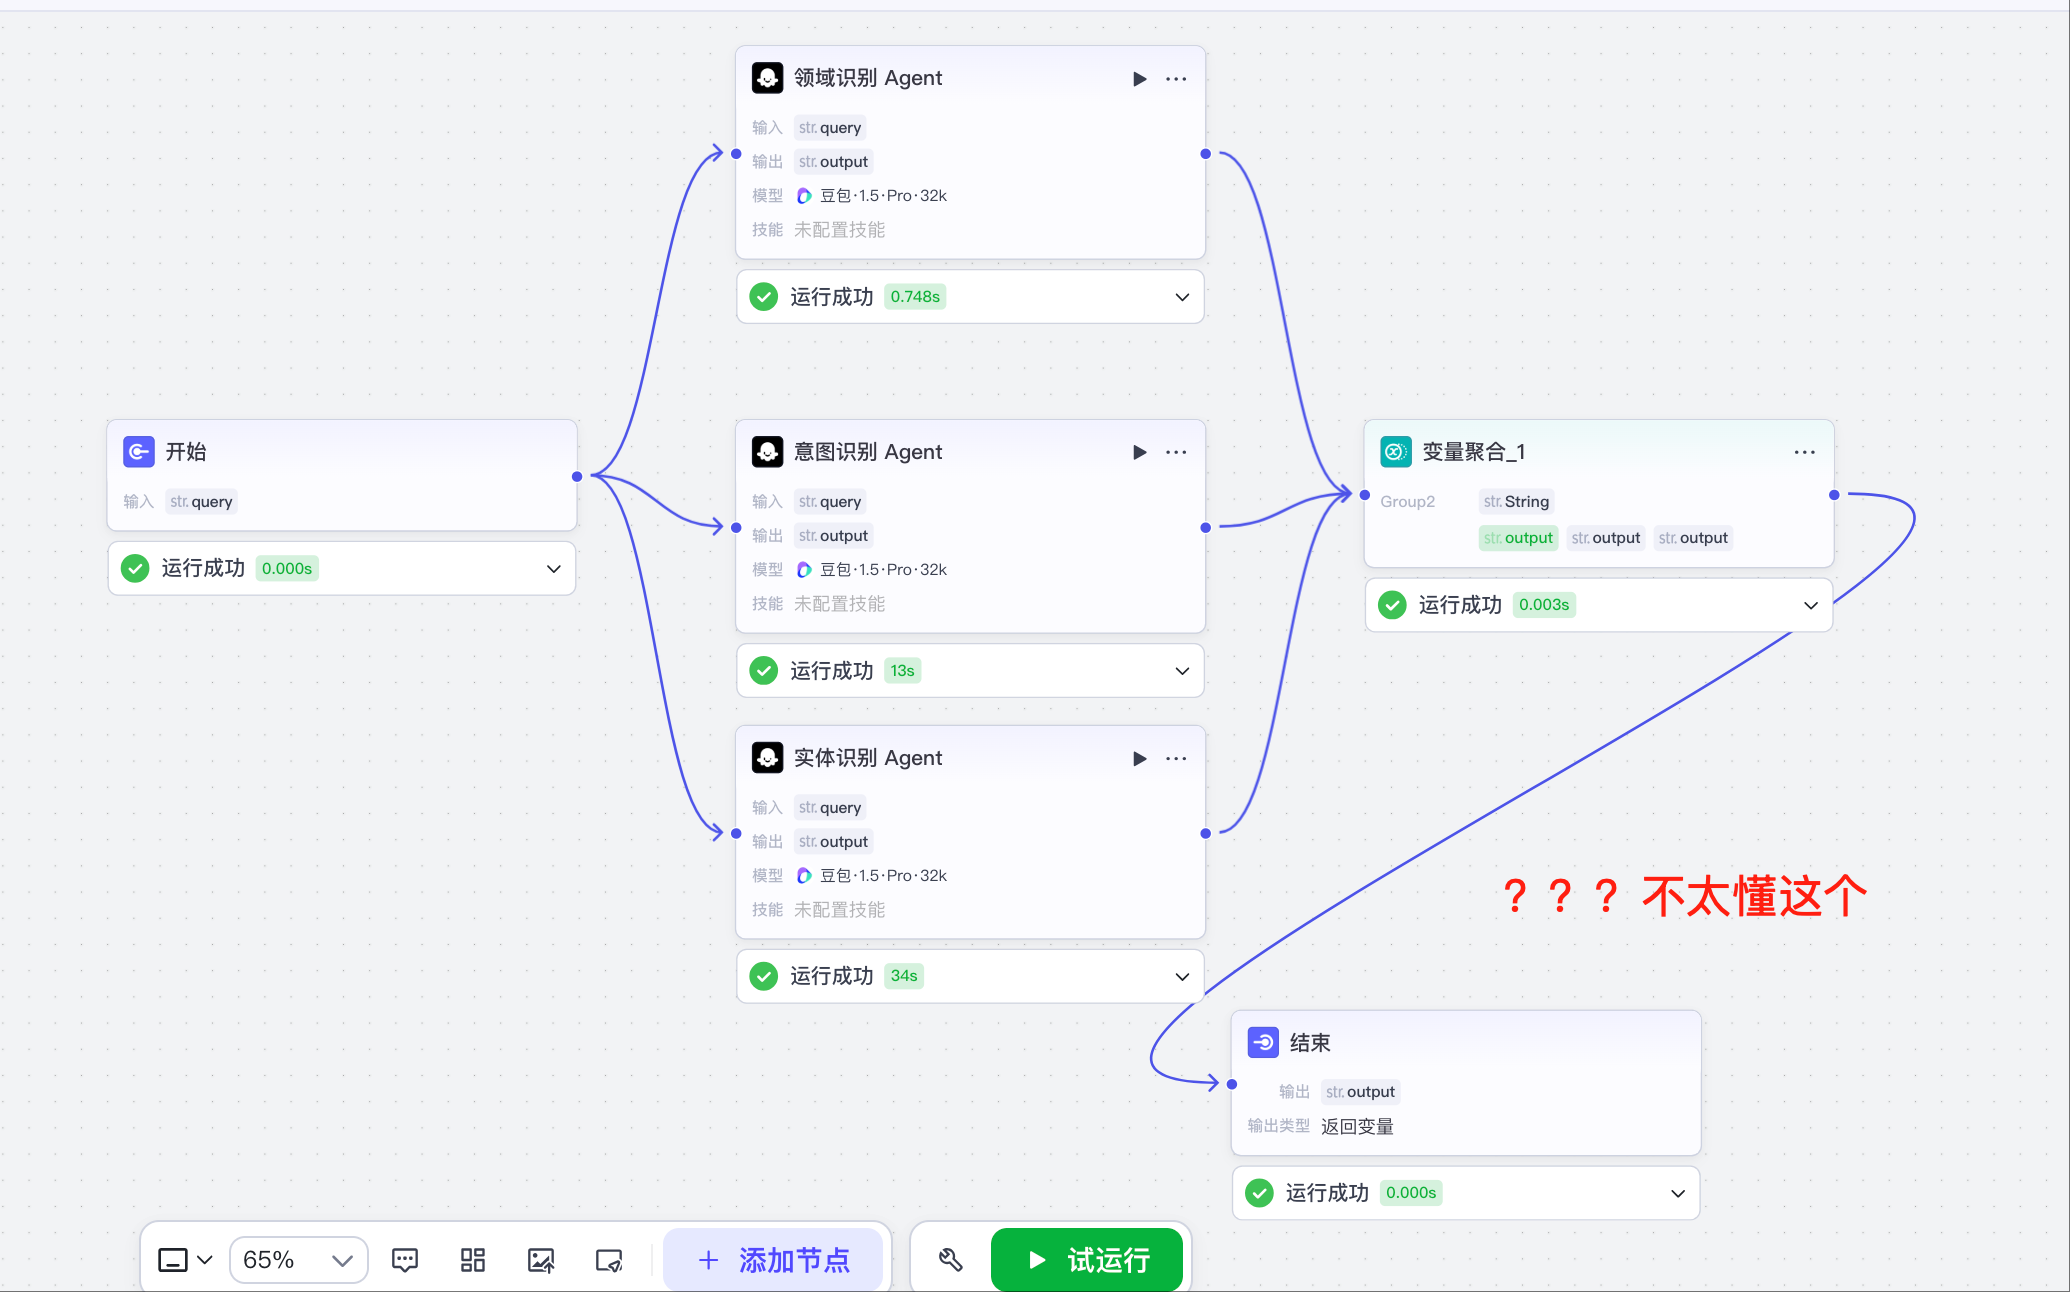 领域识别 Agent
输入 str. query
输出 str. output
模型 豆包·1.5·Pro·32k
技能 未配置技能
运行成功 0.748s
开始
输入 str. query
运行成功 0.000s
意图识别 Agent
输入 str. query
输出 str. output
模型 豆包·1.5·Pro·32k
技能 未配置技能
运行成功 13s
实体识别 Agent
输入 str. query
输出 str. output
模型 豆包·1.5·Pro·32k
技能 未配置技能
运行成功 34s
变量聚合_1
Group2 str. String
str. output str. output str. output
运行成功 0.003s
？？？不太懂这个
结束
输出 str. output
输出类型 返回变量
运行成功 0.000s
65% 添加节点 试运行